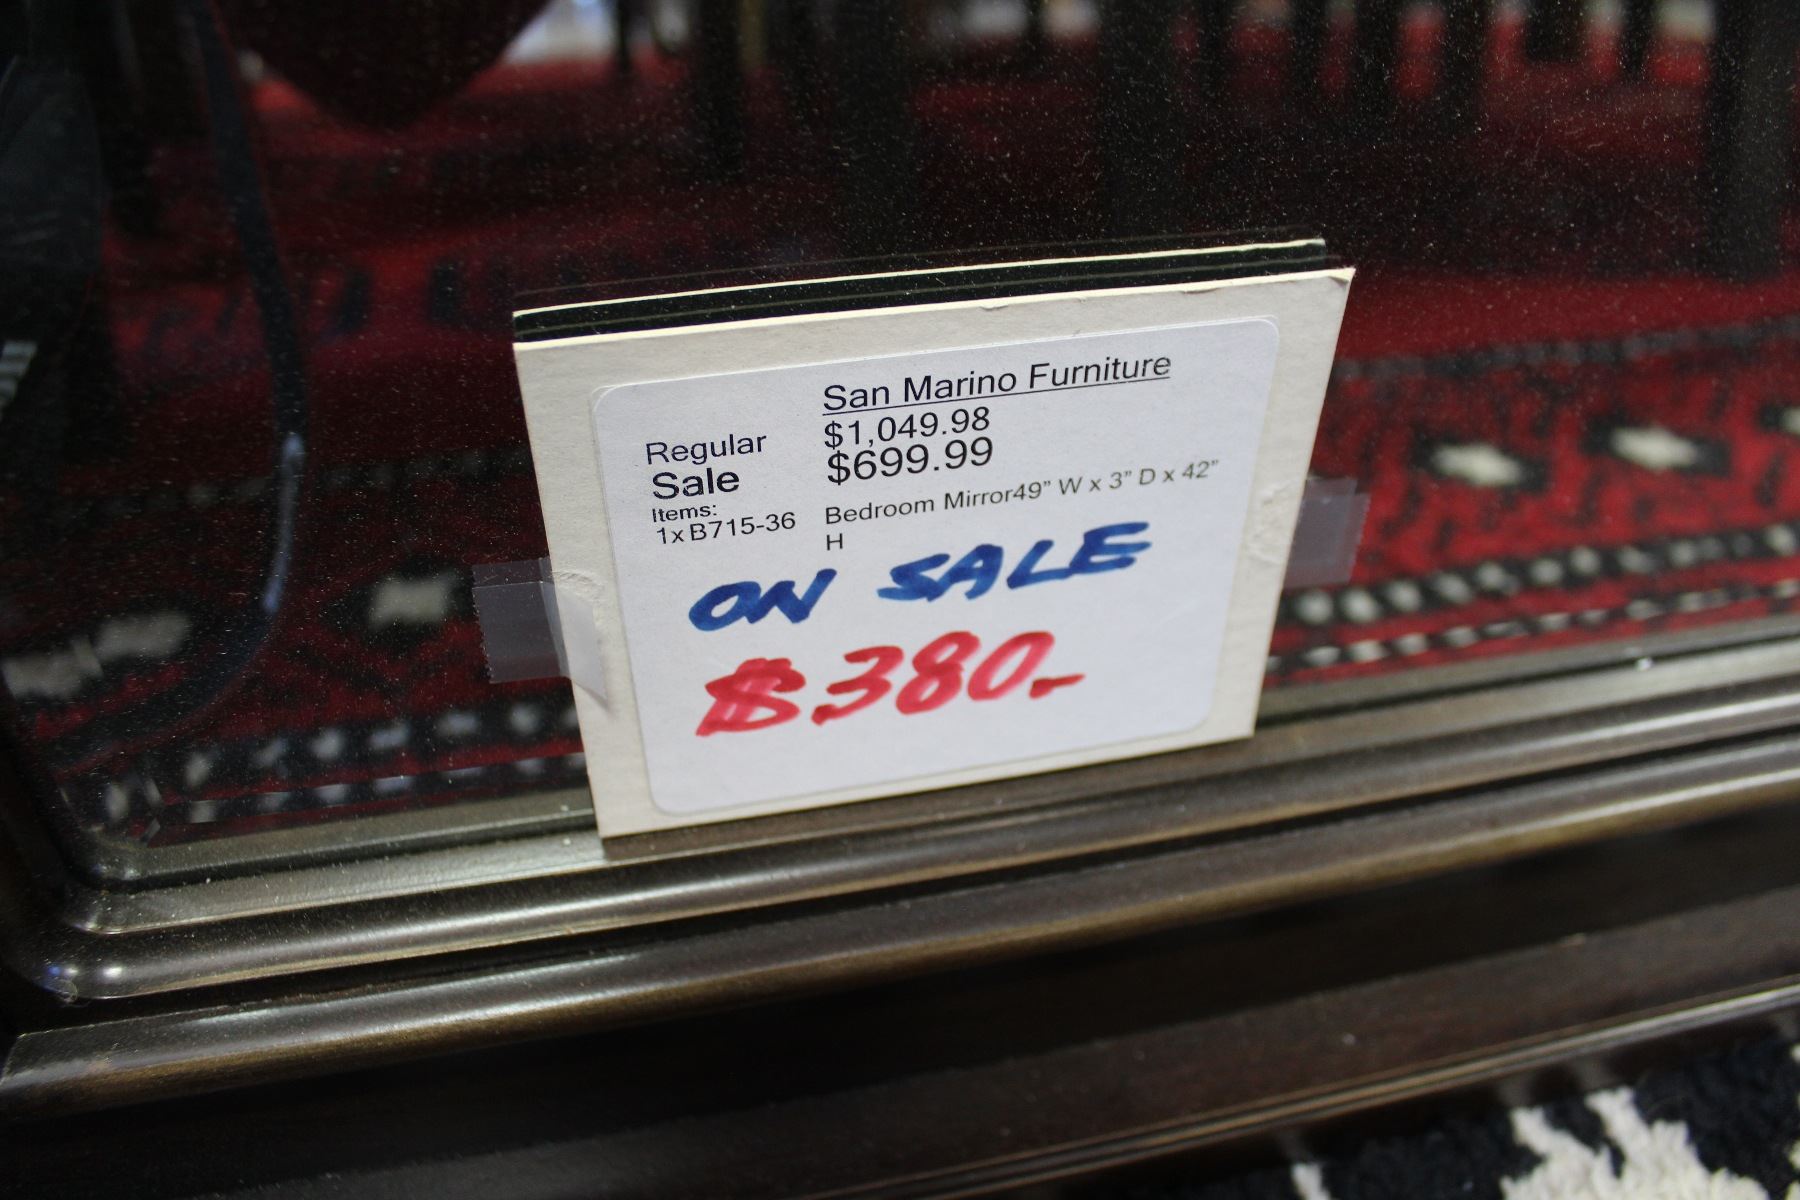 San Marino Furniture
Regular $1,049.98
Sale $699.99
Items:
1xB715-36 Bedroom Mirror49” W x 3” D x 42”
H
ON SALE
$380.-